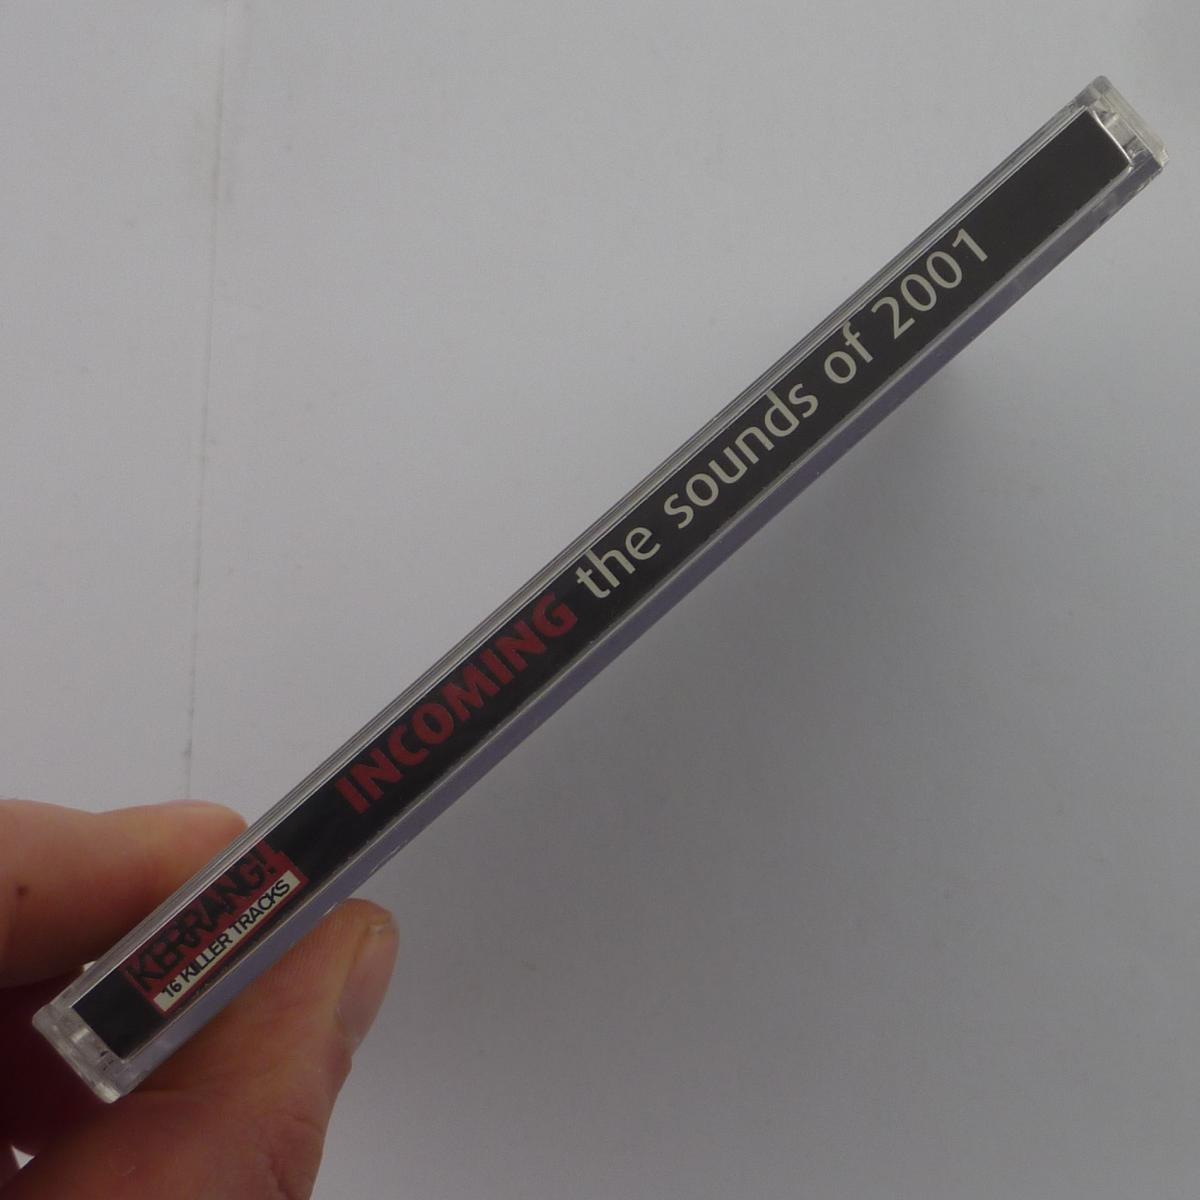 KERRANG!
16 KILLER TRACKS
INCOMING the sounds of 2001